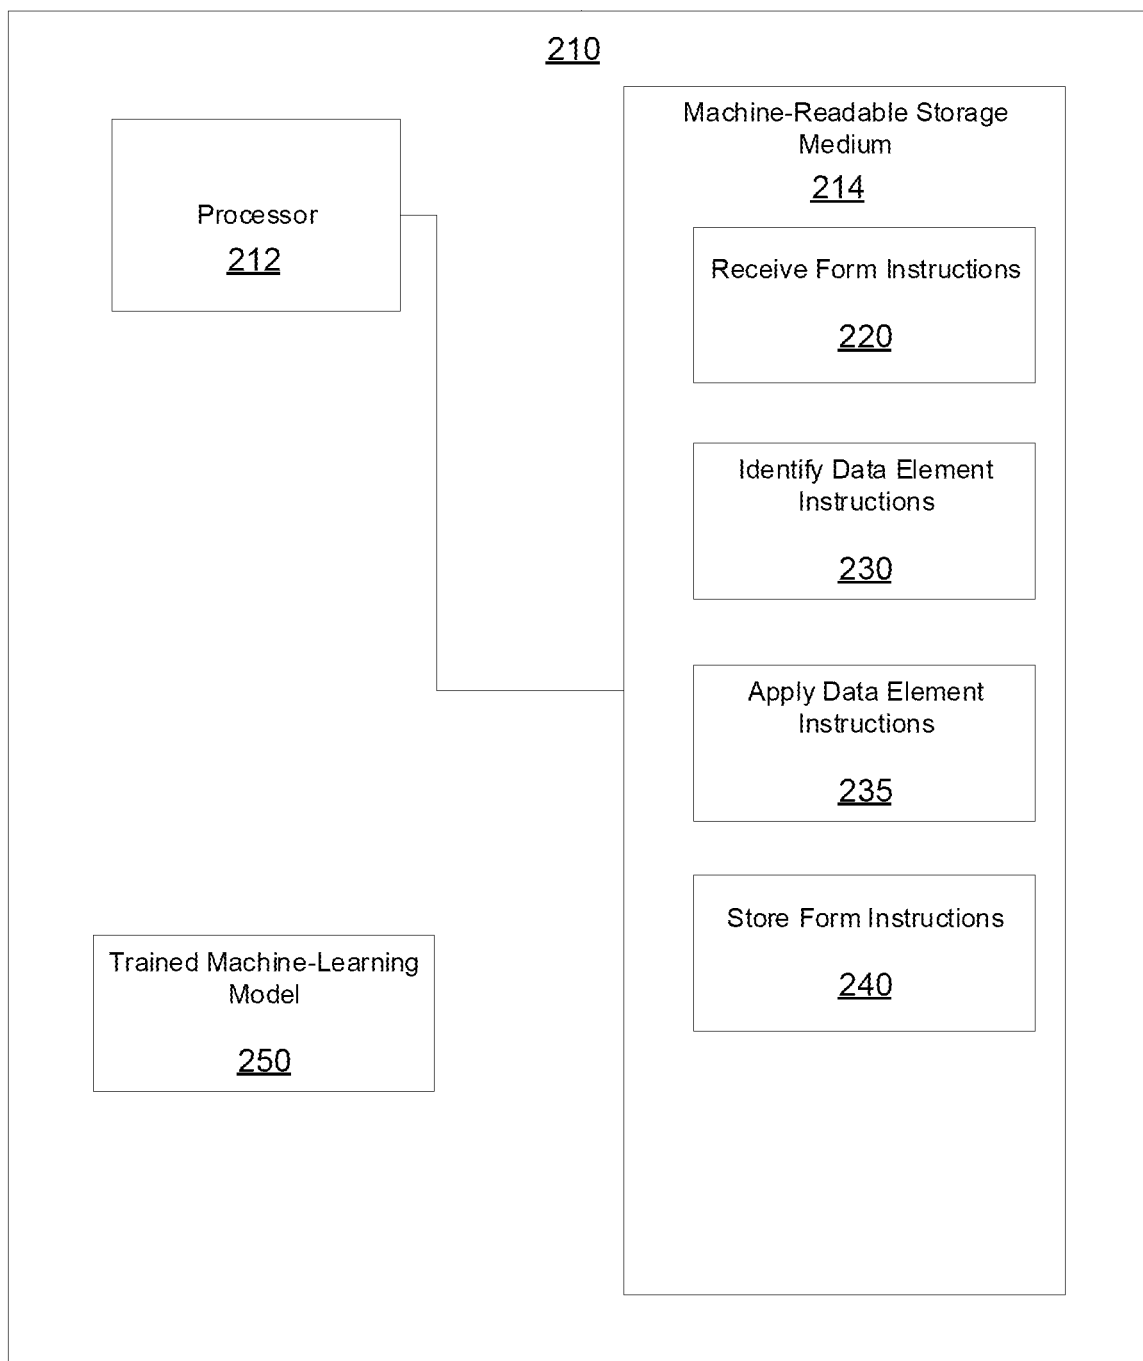 210
Processor
212
Machine-Readable Storage
Medium
214
Receive Form Instructions
220
Identify Data Element
Instructions
230
Apply Data Element
Instructions
235
Store Form Instructions
240
Trained Machine-Learning
Model
250